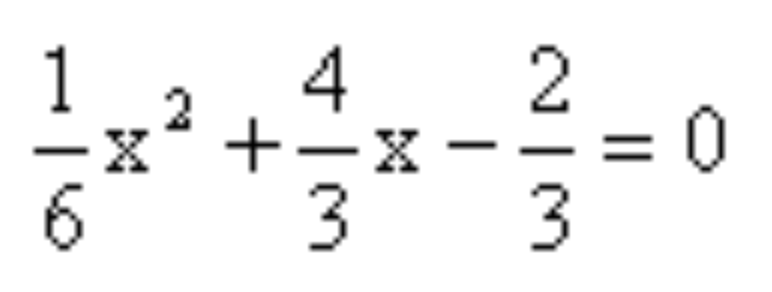 1/6 x² + 4/3 x − 2/3 = 0